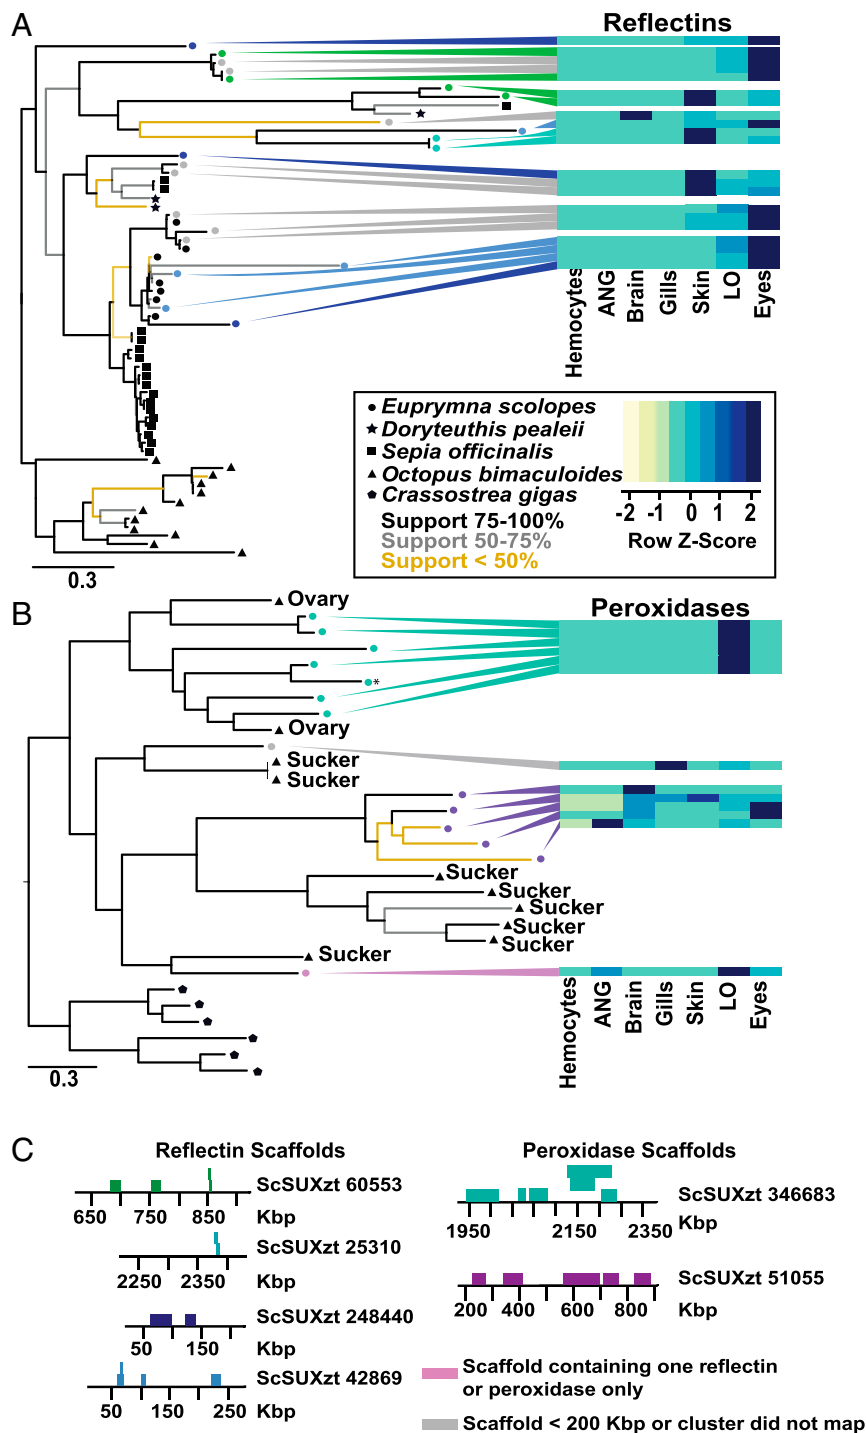 A
Reflectins
Hemocytes
ANG
Brain
Gills
Skin
LO
Eyes
Euprymna scolopes
Doryteuthis pealeii
Sepia officinalis
Octopus bimaculoides
Crassostrea gigas
Support 75-100%
Support 50-75%
Support < 50%
-2 -1 0 1 2
Row Z-Score
0.3
B
Peroxidases
Ovary
*
Ovary
Sucker
Sucker
Sucker
Sucker
Sucker
Sucker
Sucker
Sucker
Hemocytes
ANG
Brain
Gills
Skin
LO
Eyes
0.3
C
Reflectin Scaffolds
ScSUXzt 60553
650 750 850 Kbp
ScSUXzt 25310
2250 2350 Kbp
ScSUXzt 248440
50 150 Kbp
ScSUXzt 42869
50 150 250 Kbp
Peroxidase Scaffolds
ScSUXzt 346683
1950 2150 2350 Kbp
ScSUXzt 51055
200 400 600 800 Kbp
Scaffold containing one reflectin
or peroxidase only
Scaffold < 200 Kbp or cluster did not map